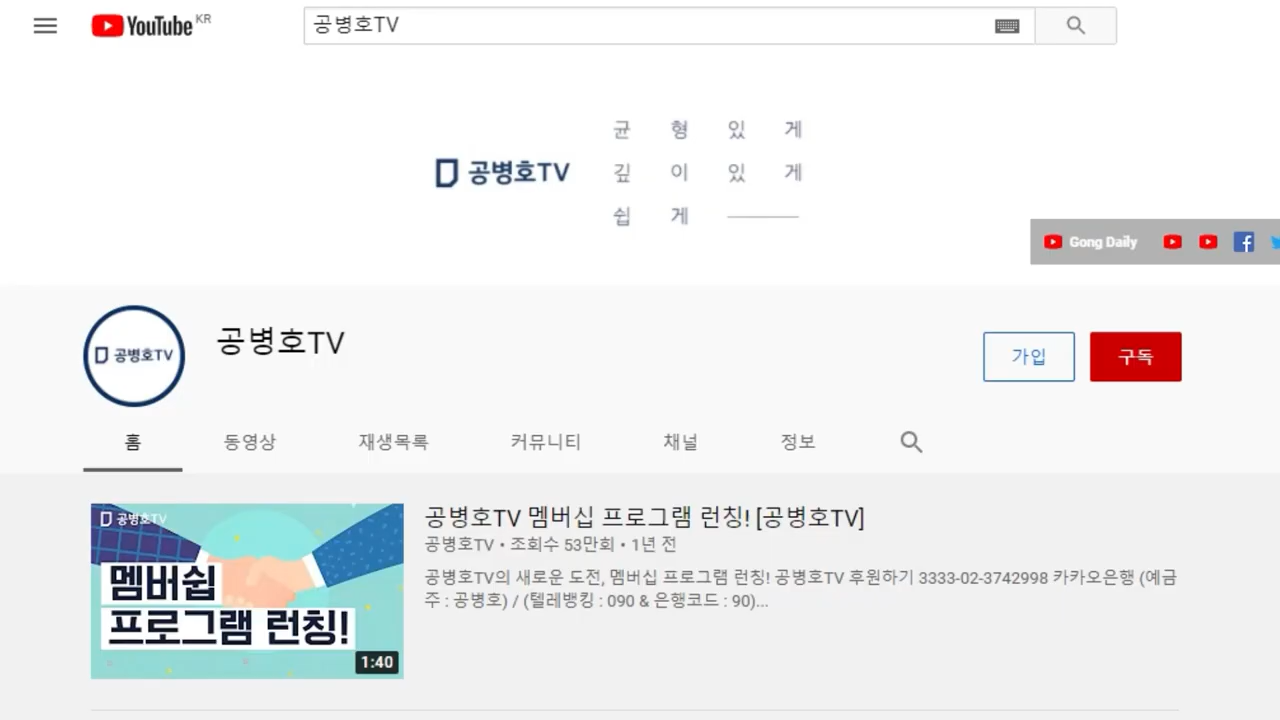 YouTube KR
공병호TV
균 형 있 게
공병호TV 깊 이 있 게
쉽 게
Gong Daily
공병호TV
공병호TV
가입
구독
홈
동영상
재생목록
커뮤니티
채널
정보
공병호TV
멤버쉽
프로그램 런칭!
1:40
공병호TV 멤버십 프로그램 런칭! [공병호TV]
공병호TV • 조회수 53만회 • 1년 전
공병호TV의 새로운 도전, 멤버십 프로그램 런칭! 공병호TV 후원하기 3333-02-3742998 카카오은행 (예금
주 : 공병호) / (텔레뱅킹 : 090 & 은행코드 : 90)...